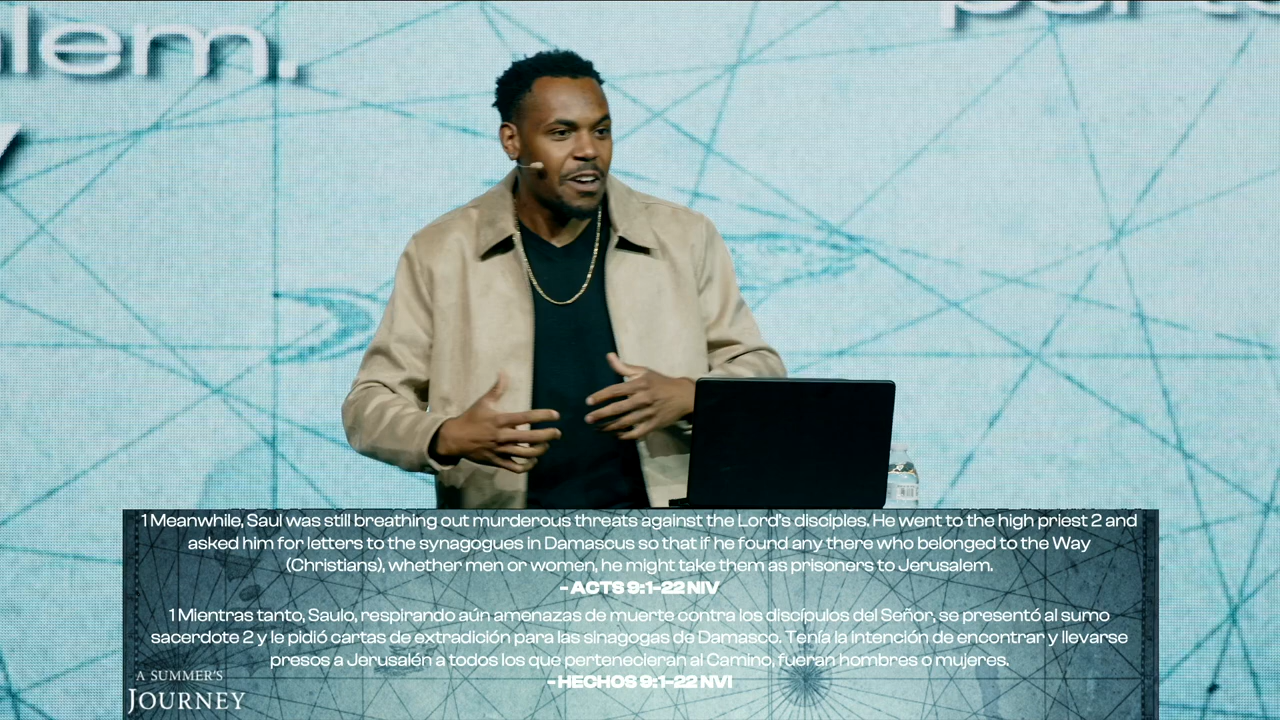 lem.
1 Meanwhile, Saul was still breathing out murderous threats against the Lord's disciples. He went to the high priest 2 and
asked him for letters to the synagogues in Damascus so that if he found any there who belonged to the Way
(Christians), whether men or women, he might take them as prisoners to Jerusalem.
- ACTS 9:1-22 NIV
1 Mientras tanto, Saulo, respirando aún amenazas de muerte contra los discípulos del Señor, se presentó al sumo
sacerdote 2 y le pidió cartas de extradición para las sinagogas de Damasco. Tenía la intención de encontrar y llevarse
presos a Jerusalén a todos los que pertenecieran al Camino, fueran hombres o mujeres.
- HECHOS 9:1-22 NVI
A SUMMER'S
JOURNEY